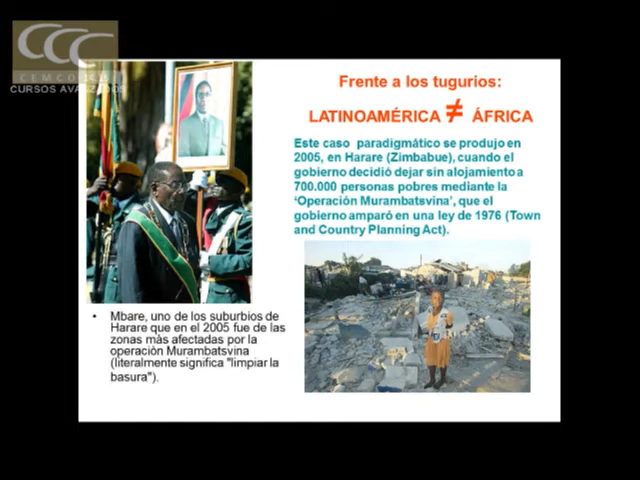 CCC
CEMCO
CURSOS AVANZADOS
Frente a los tugurios:
LATINOAMÉRICA ≠ ÁFRICA
Este caso paradigmático se produjo en
2005, en Harare (Zimbabue), cuando el
gobierno decidió dejar sin alojamiento a
700.000 personas pobres mediante la
‘Operación Murambatsvina’, que el
gobierno amparó en una ley de 1976 (Town
and Country Planning Act).
• Mbare, uno de los suburbios de
Harare que en el 2005 fue de las
zonas más afectadas por la
operación Murambatsvina
(literalmente significa "limpiar la
basura").